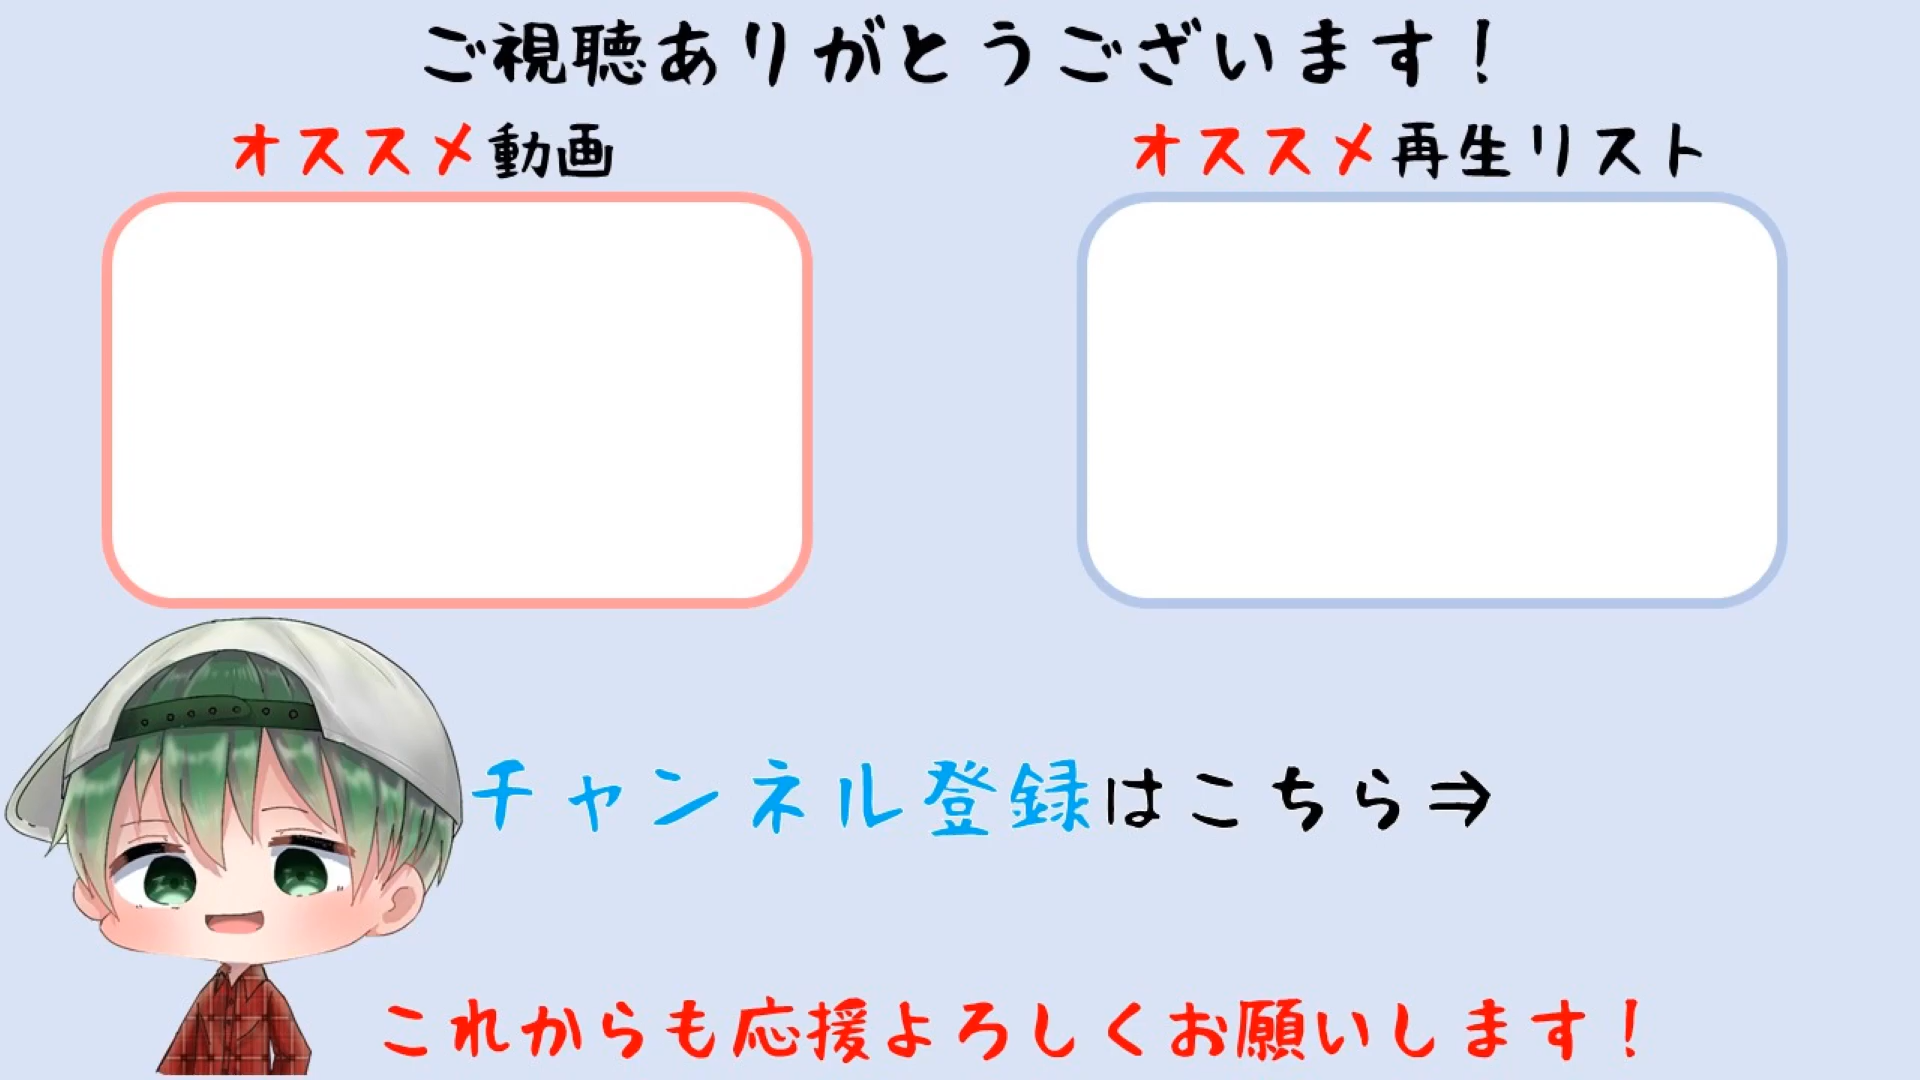 ご視聴ありがとうございます！
オススメ動画
オススメ再生リスト
チャンネル登録はこちら⇒
これからも応援よろしくお願いします！